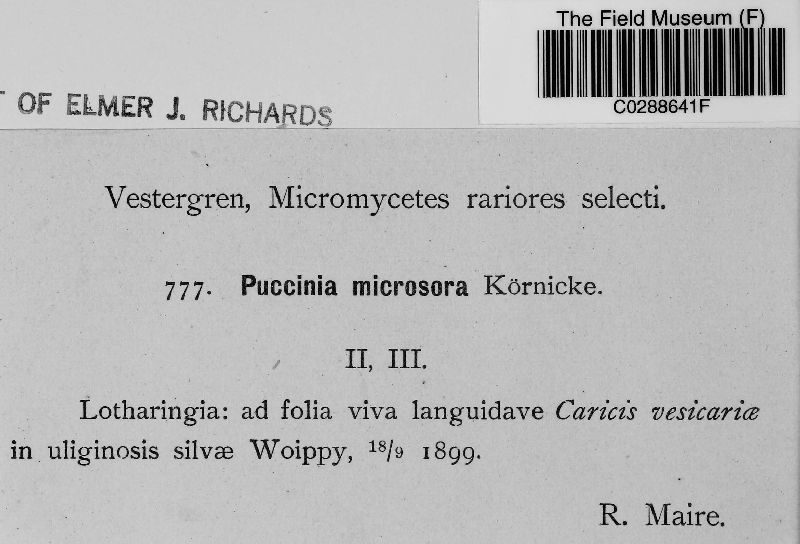 The Field Museum (F)
C0288641F
OF ELMER J. RICHARDS
Vestergren, Micromycetes rariores selecti.
777. Puccinia microsora Körnicke.
II, III.
Lotharingia: ad folia viva languidave Caricis vesicariæ
in uliginosis silvæ Woippy, 18/9 1899.
R. Maire.